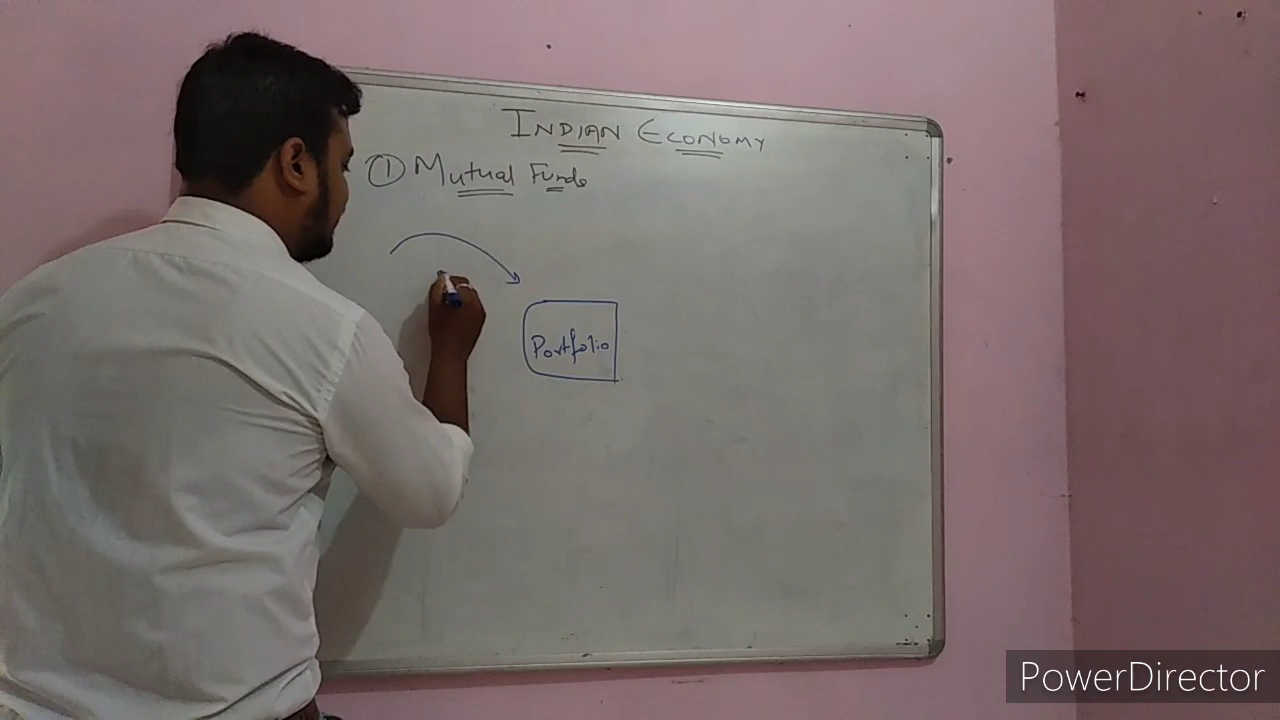 INDIAN ECONOMY
① Mutual Funds
Portfolio
PowerDirector